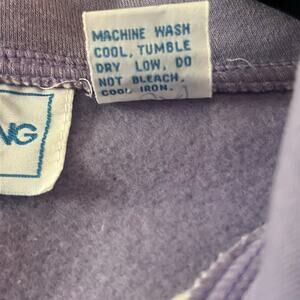 MACHINE WASH
COOL, TUMBLE
DRY LOW, DO
NOT BLEACH.
COOL IRON.
NG